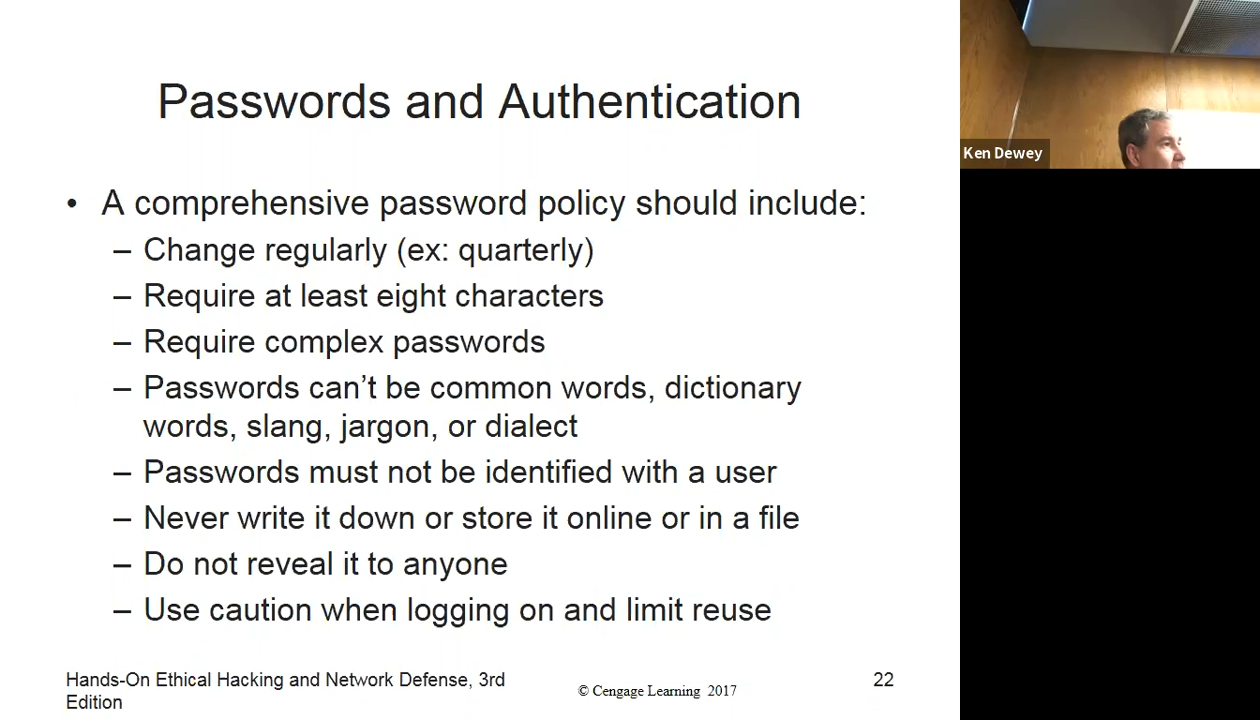 Passwords and Authentication
• A comprehensive password policy should include:
– Change regularly (ex: quarterly)
– Require at least eight characters
– Require complex passwords
– Passwords can’t be common words, dictionary
words, slang, jargon, or dialect
– Passwords must not be identified with a user
– Never write it down or store it online or in a file
– Do not reveal it to anyone
– Use caution when logging on and limit reuse
Hands-On Ethical Hacking and Network Defense, 3rd
Edition
© Cengage Learning 2017
22
Ken Dewey